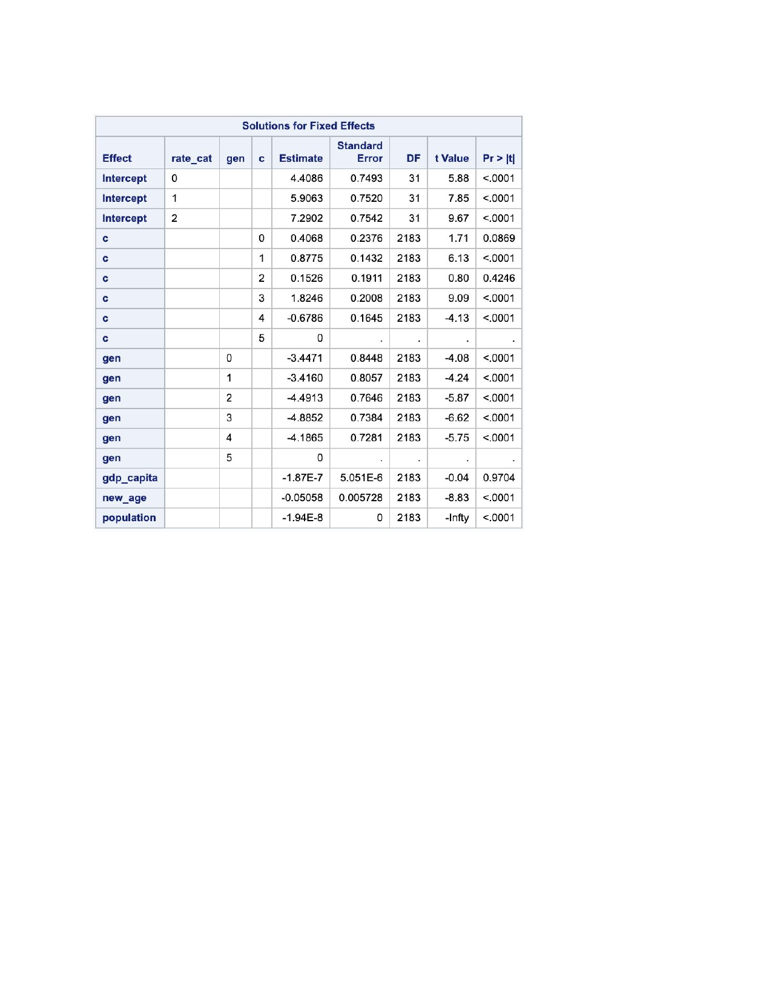 Solutions for Fixed Effects
Effect rate_cat gen c Estimate Standard Error DF t Value Pr > |t|
Intercept 0 4.4086 0.7493 31 5.88 <.0001
Intercept 1 5.9063 0.7520 31 7.85 <.0001
Intercept 2 7.2902 0.7542 31 9.67 <.0001
c 0 0.4068 0.2376 2183 1.71 0.0869
c 1 0.8775 0.1432 2183 6.13 <.0001
c 2 0.1526 0.1911 2183 0.80 0.4246
c 3 1.8246 0.2008 2183 9.09 <.0001
c 4 -0.6786 0.1645 2183 -4.13 <.0001
c 5 0 . . . .
gen 0 -3.4471 0.8448 2183 -4.08 <.0001
gen 1 -3.4160 0.8057 2183 -4.24 <.0001
gen 2 -4.4913 0.7646 2183 -5.87 <.0001
gen 3 -4.8852 0.7384 2183 -6.62 <.0001
gen 4 -4.1865 0.7281 2183 -5.75 <.0001
gen 5 0 . . . .
gdp_capita -1.87E-7 5.051E-6 2183 -0.04 0.9704
new_age -0.05058 0.005728 2183 -8.83 <.0001
population -1.94E-8 0 2183 -Infty <.0001